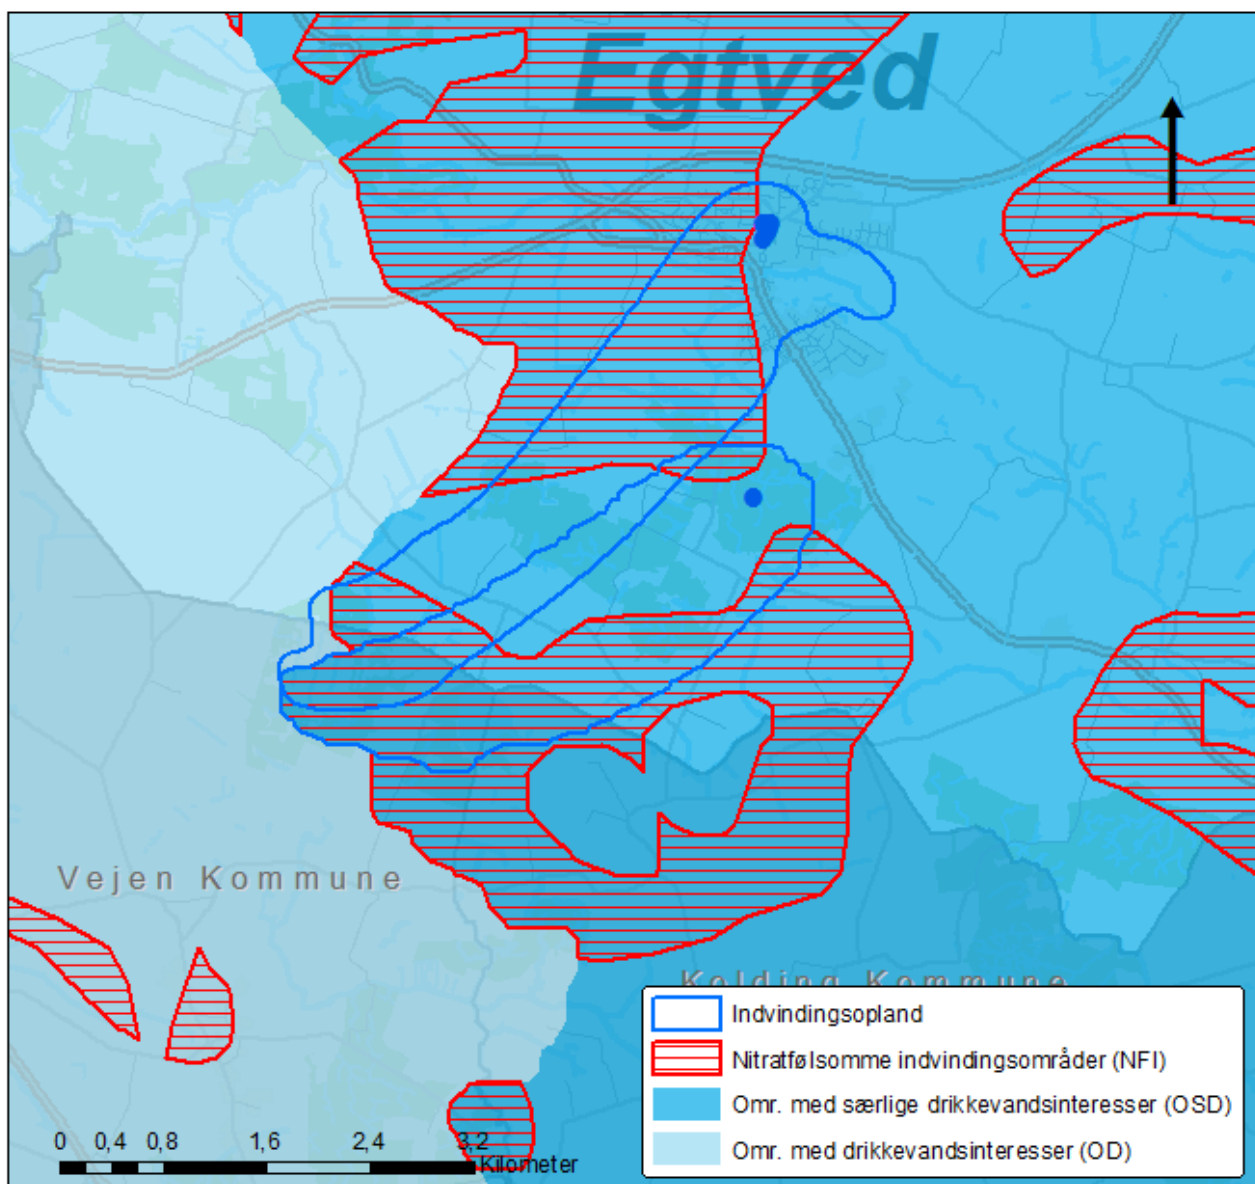 Egtved
Vejen Kommune
Kolding Kommune
Indvindingsopland
Nitratfølsomme indvindingsområder (NFI)
Omr. med særlige drikkevandsinteresser (OSD)
Omr. med drikkevandsinteresser (OD)
0 0,4 0,8 1,6 2,4 3,2
Kilometer